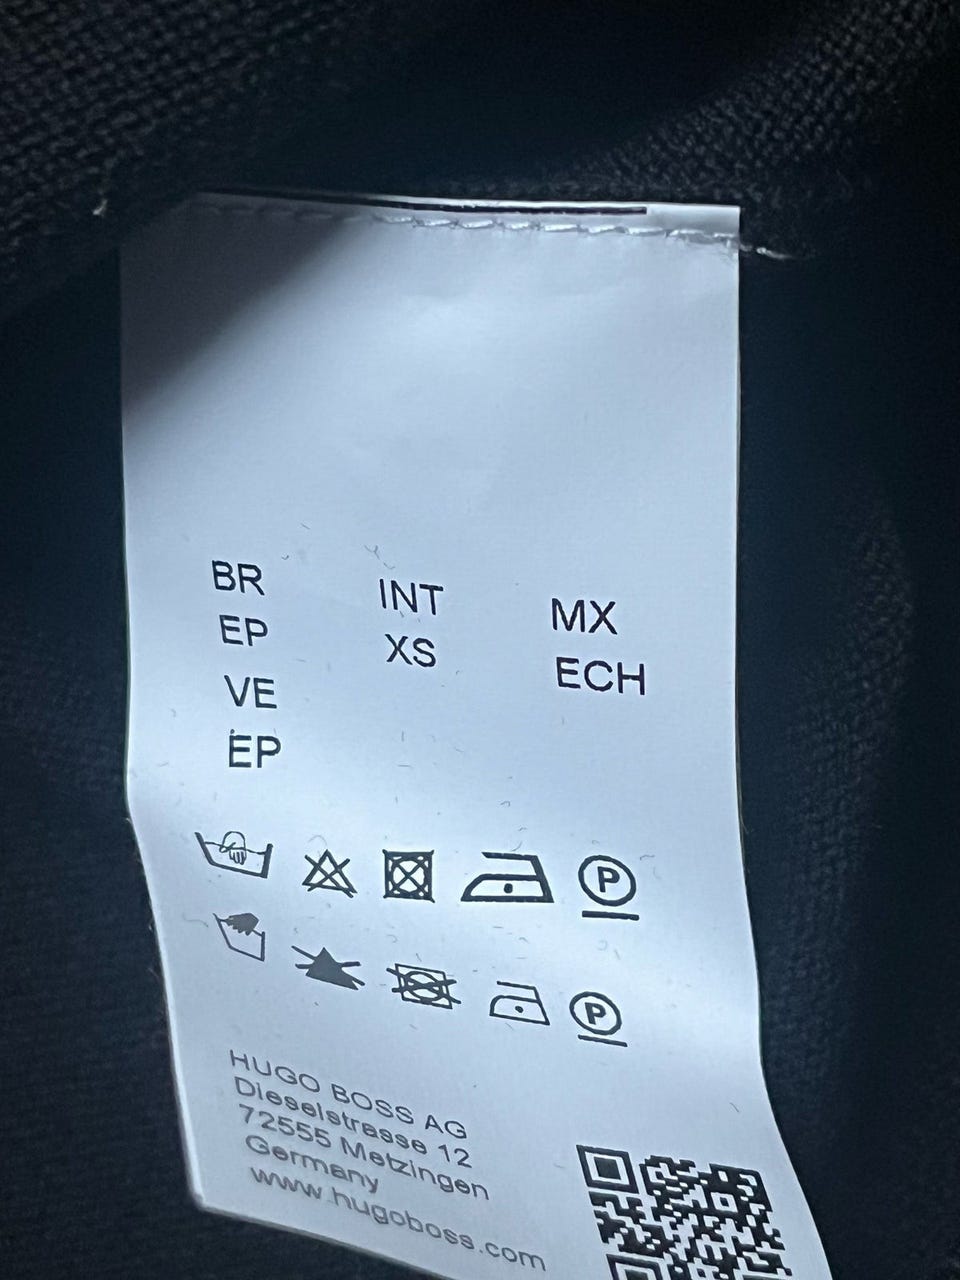 BR INT MX
EP XS ECH
VE
EP
P
P
HUGO BOSS AG
Dieselstrasse 12
72555 Metzingen
Germany
www.hugoboss.com